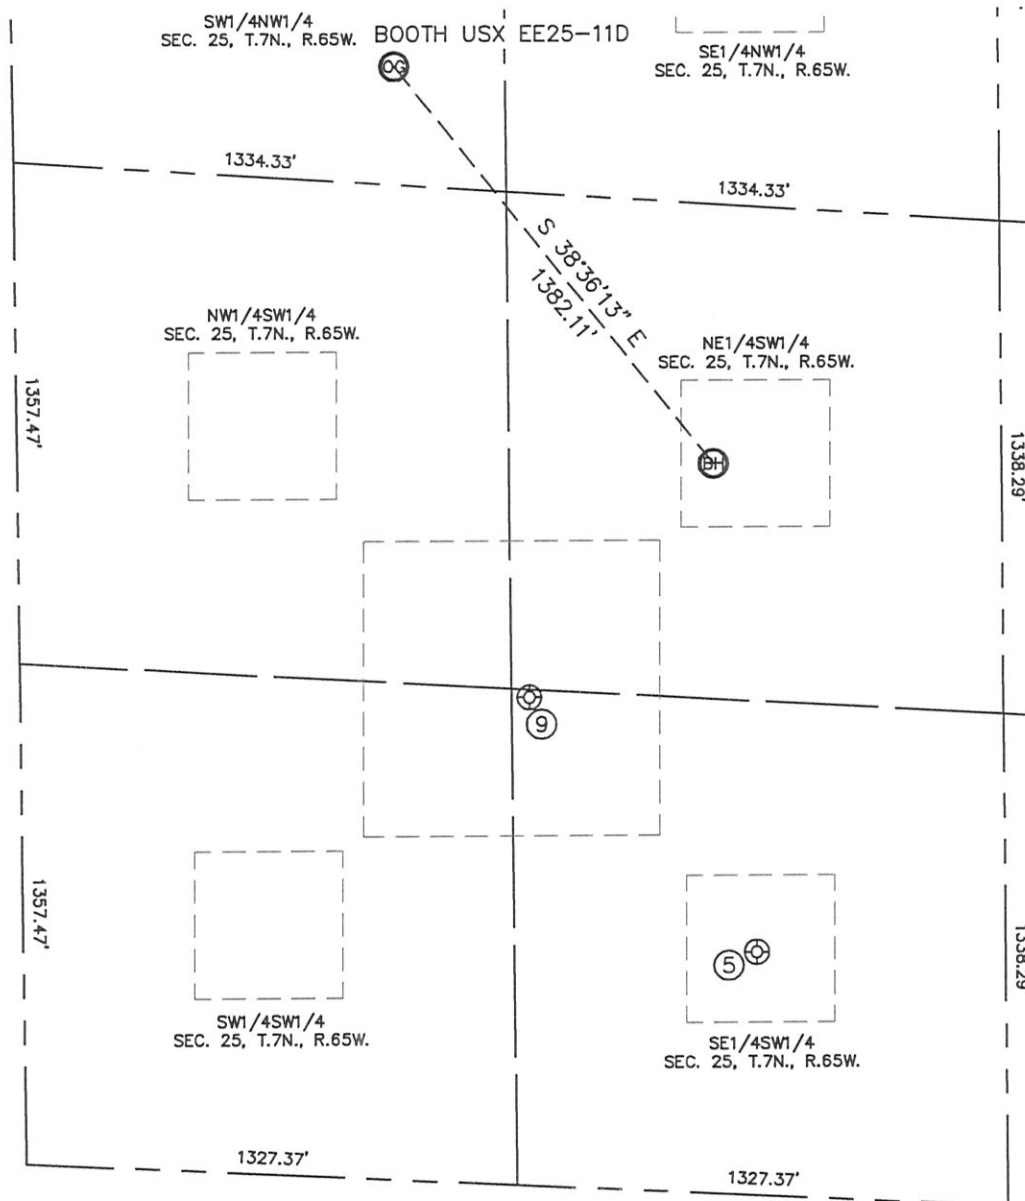 SW1/4NW1/4
SEC. 25, T.7N., R.65W.
BOOTH USX EE25-11D
SE1/4NW1/4
SEC. 25, T.7N., R.65W.
OG
1334.33'
1334.33'
S 38°36'13" E
1382.11'
NW1/4SW1/4
SEC. 25, T.7N., R.65W.
NE1/4SW1/4
SEC. 25, T.7N., R.65W.
1357.47'
1338.29'
BH
9
1357.47'
1338.29'
5
SW1/4SW1/4
SEC. 25, T.7N., R.65W.
SE1/4SW1/4
SEC. 25, T.7N., R.65W.
1327.37'
1327.37'